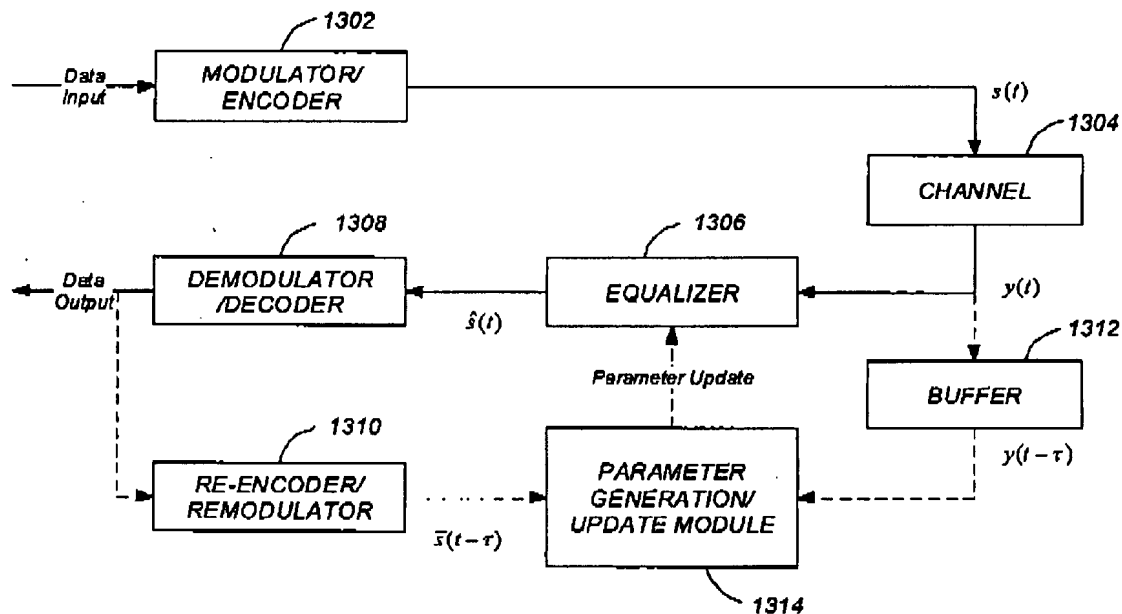 1302
Data
Input
MODULATOR/
ENCODER
s(t)
1304
CHANNEL
1308
1306
Data
Output
DEMODULATOR
/DECODER
ŝ(t)
EQUALIZER
y(t)
1312
Parameter Update
BUFFER
1310
y(t-τ)
RE-ENCODER/
REMODULATOR
s̅(t-τ)
PARAMETER
GENERATION/
UPDATE MODULE
1314